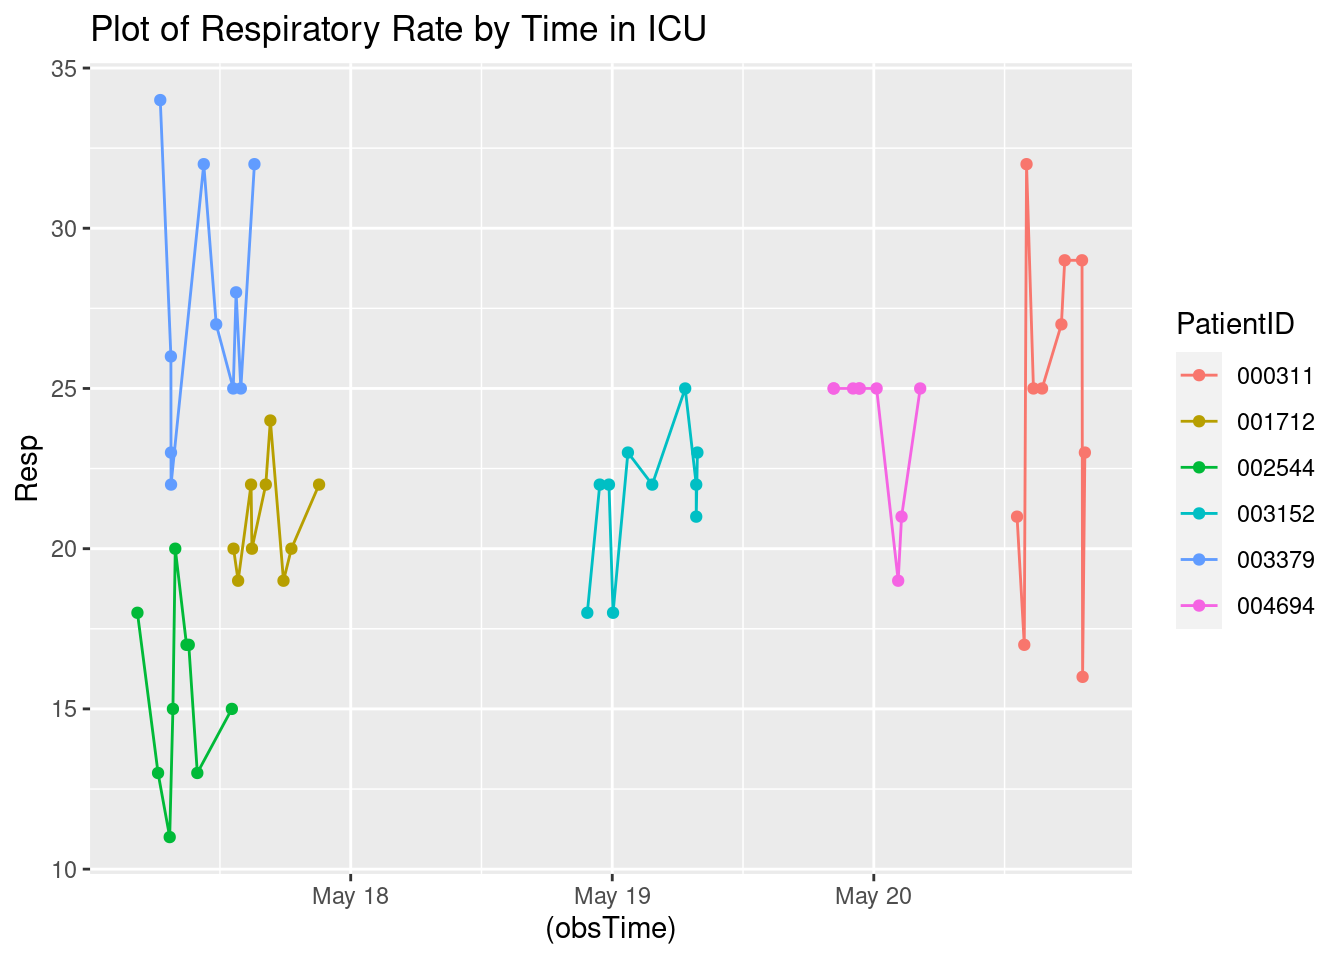 Plot of Respiratory Rate by Time in ICU
35
30
25
20
15
10
Resp
May 18
May 19
May 20
(obsTime)
PatientID
000311
001712
002544
003152
003379
004694